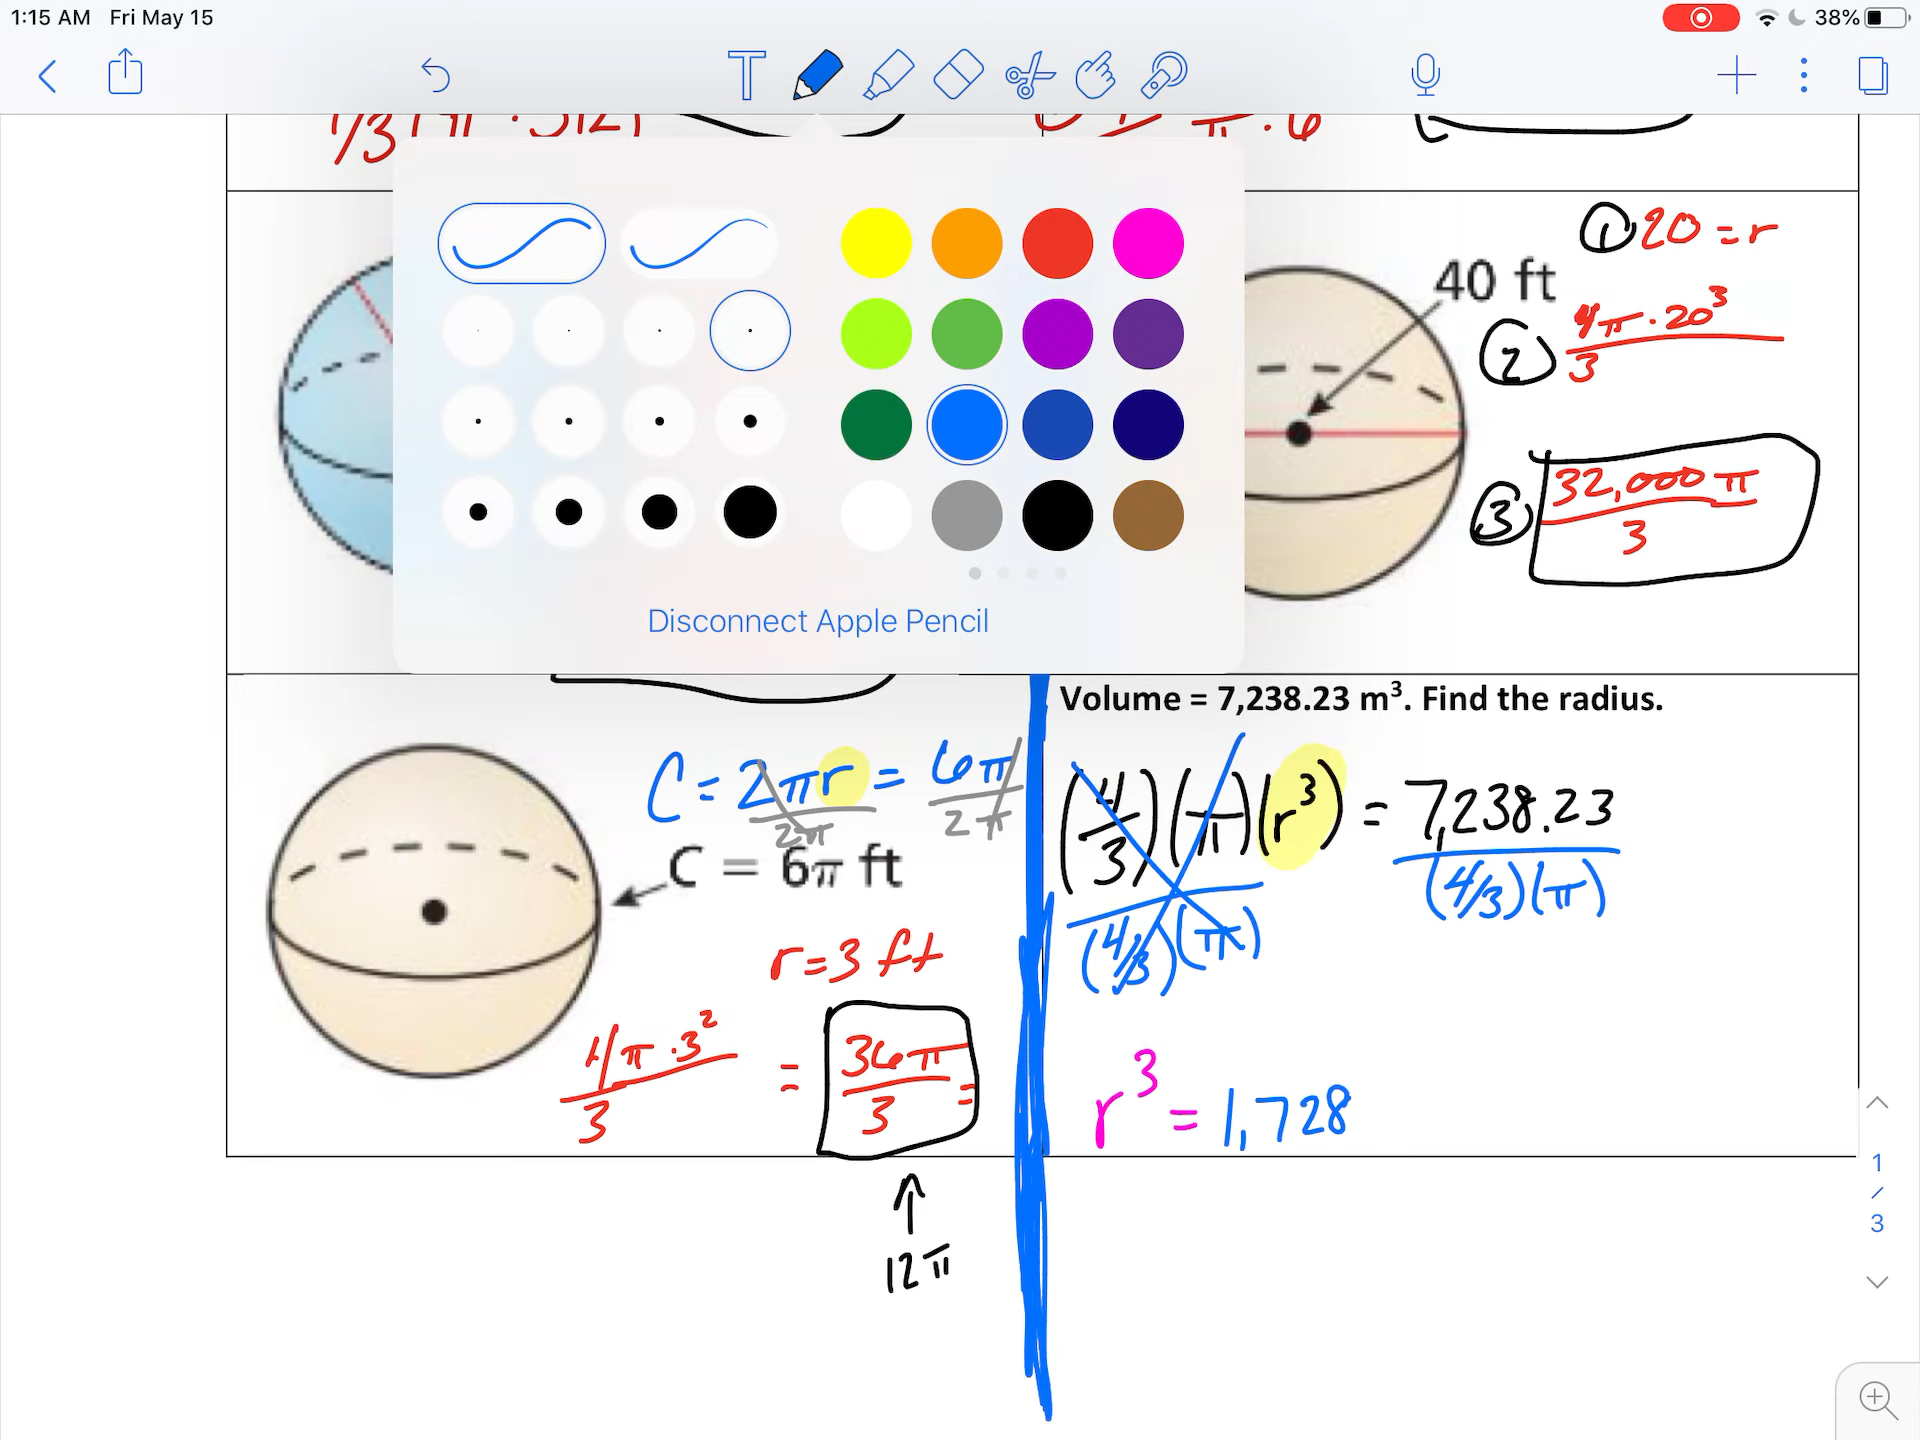 1:15 AM Fri May 15
38%
T
① 20 = r
40 ft
② 4π · 20³
3
③ 32,000 π
3
Disconnect Apple Pencil
Volume = 7,238.23 m³. Find the radius.
C = 2πr = 6π
2π 2π
C = 6π ft
(4/3)(π)(r³) = 7,238.23
(4/3)(π) (4/3)(π)
r = 3 ft
4π · 3² = 36π =
3 3
r³ = 1,728
12π
1
/
3